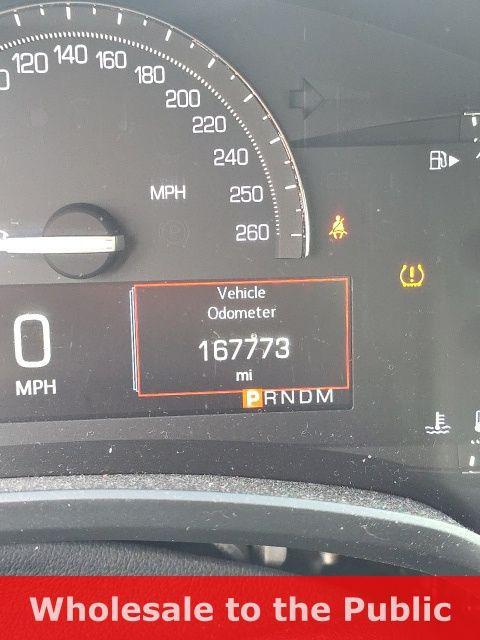 120 140 160 180 200 220 240 250 260
MPH
Vehicle
Odometer
167773
mi
0
MPH
PRNDM
Wholesale to the Public